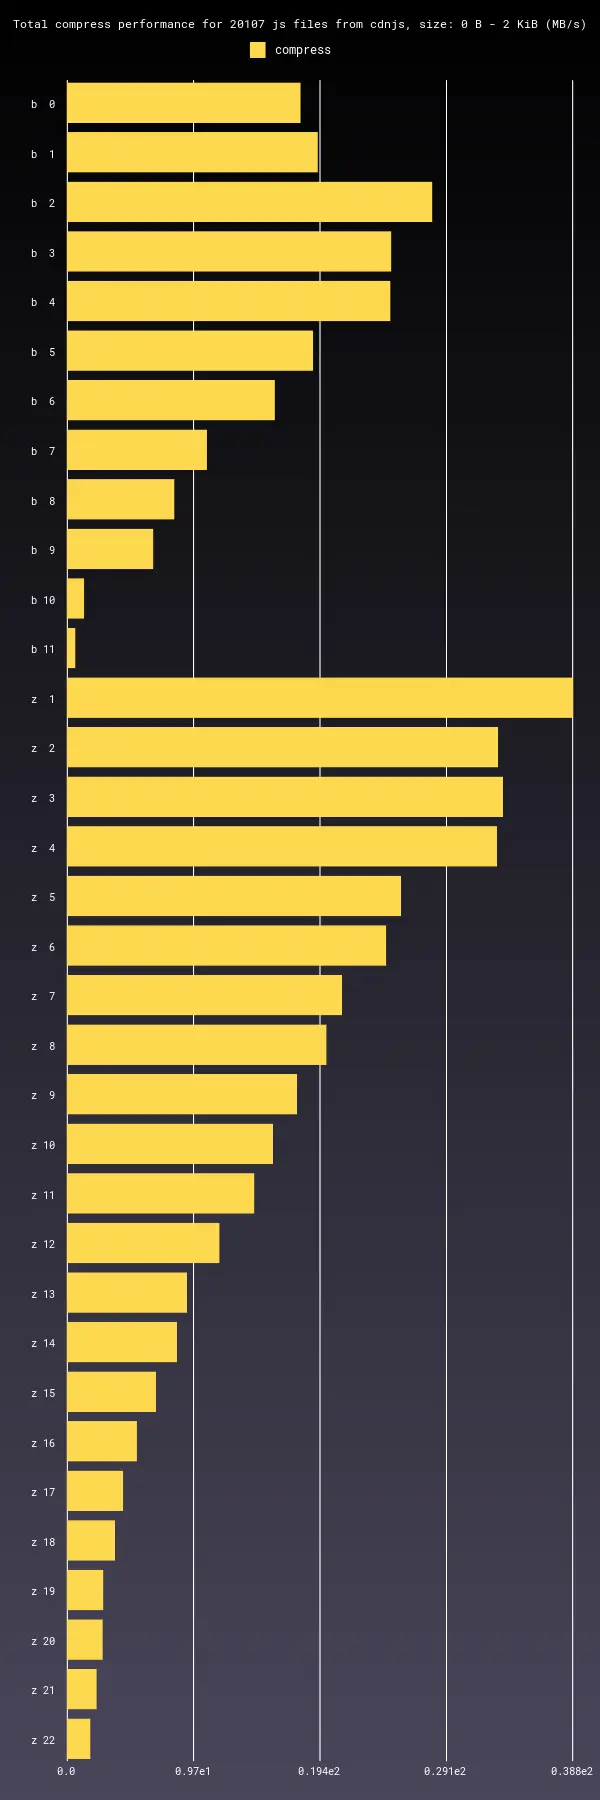 Total compress performance for 20107 js files from cdnjs, size: 0 B - 2 KiB (MB/s)
compress
b 0
b 1
b 2
b 3
b 4
b 5
b 6
b 7
b 8
b 9
b 10
b 11
z 1
z 2
z 3
z 4
z 5
z 6
z 7
z 8
z 9
z 10
z 11
z 12
z 13
z 14
z 15
z 16
z 17
z 18
z 19
z 20
z 21
z 22
0.0 0.97e1 0.194e2 0.291e2 0.388e2